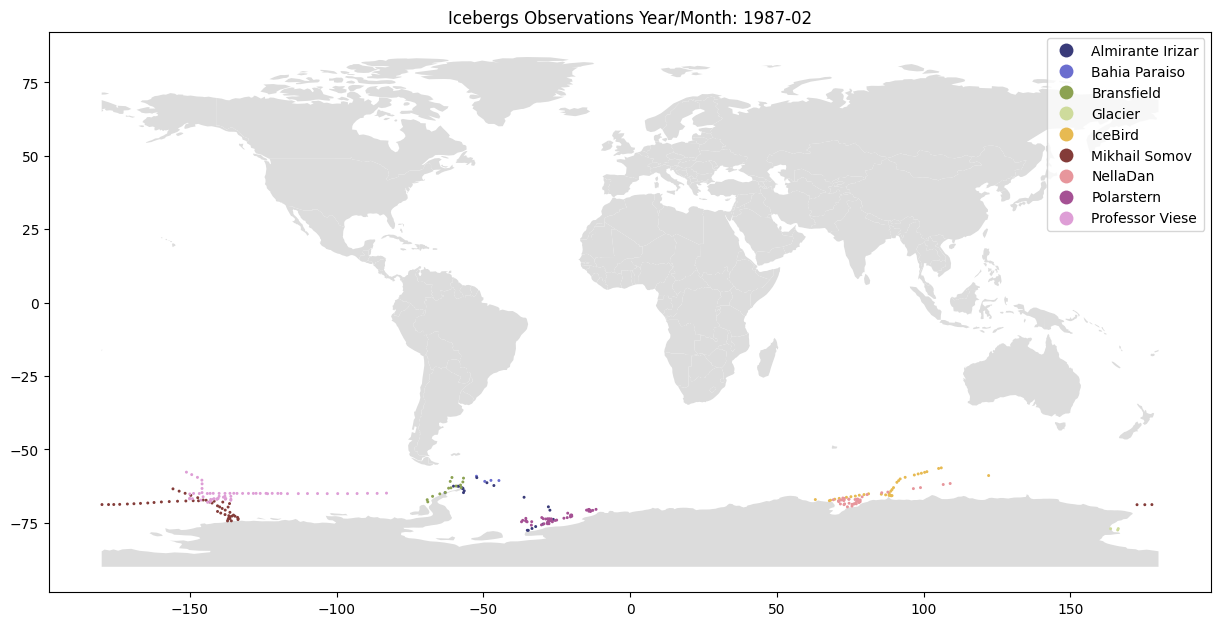 Icebergs Observations Year/Month: 1987-02
75
50
25
0
−25
−50
−75
−150
−100
−50
0
50
100
150
Almirante Irizar
Bahia Paraiso
Bransfield
Glacier
IceBird
Mikhail Somov
NellaDan
Polarstern
Professor Viese